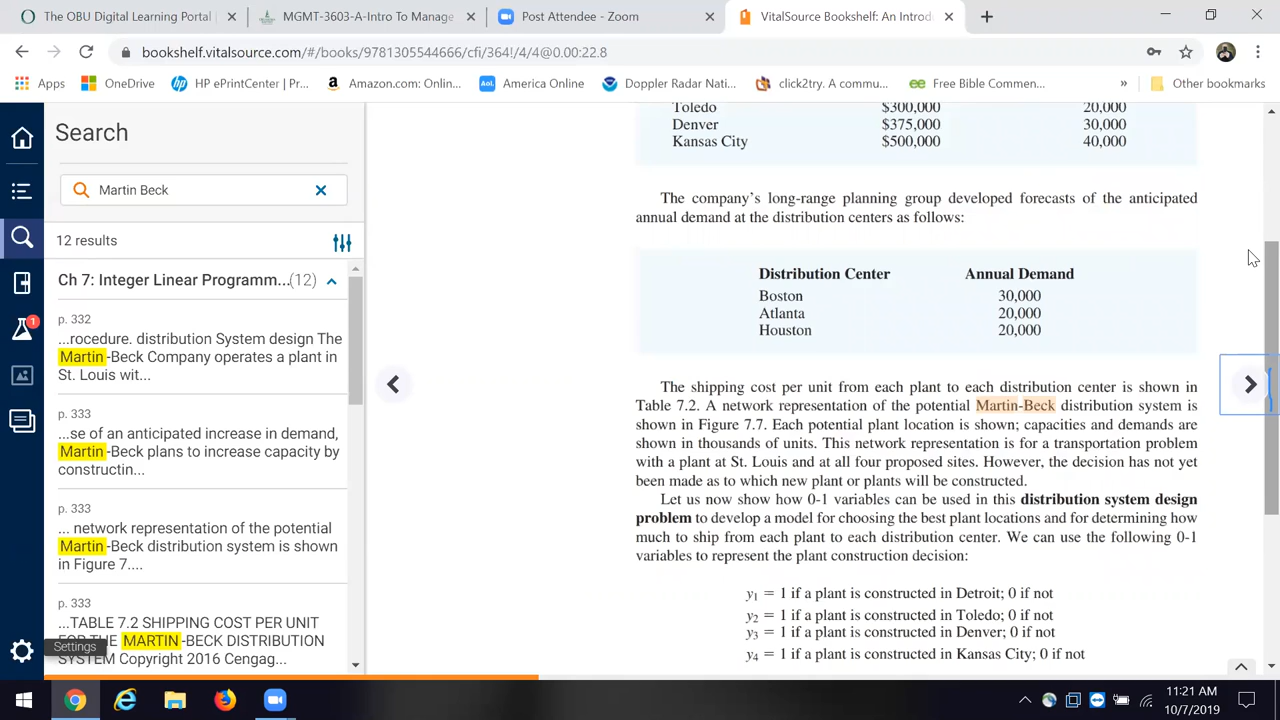 The OBU Digital Learning Portal
MGMT-3603-A-Intro To Manage
Post Attendee - Zoom
VitalSource Bookshelf: An Introd
bookshelf.vitalsource.com/#/books/9781305544666/cfi/364!/4/4@0.00:22.8
Apps
OneDrive
HP ePrintCenter | Pr...
Amazon.com: Onlin...
Aol.
America Online
Doppler Radar Nati...
click2try. A commu...
Free Bible Commen...
»
Other bookmarks
Search
Martin Beck
12 results
Ch 7: Integer Linear Programm...(12)
p. 332
...rocedure. distribution System design The
Martin-Beck Company operates a plant in
St. Louis wit...
p. 333
...se of an anticipated increase in demand,
Martin-Beck plans to increase capacity by
constructin...
p. 333
... network representation of the potential
Martin-Beck distribution system is shown
in Figure 7....
p. 333
...TABLE 7.2 SHIPPING COST PER UNIT
FOR THE MARTIN-BECK DISTRIBUTION
SYSTEM Copyright 2016 Cengag...
1
Settings
Toledo $300,000 20,000
Denver $375,000 30,000
Kansas City $500,000 40,000
The company's long-range planning group developed forecasts of the anticipated
annual demand at the distribution centers as follows:
Distribution Center Annual Demand
Boston 30,000
Atlanta 20,000
Houston 20,000
The shipping cost per unit from each plant to each distribution center is shown in
Table 7.2. A network representation of the potential Martin-Beck distribution system is
shown in Figure 7.7. Each potential plant location is shown; capacities and demands are
shown in thousands of units. This network representation is for a transportation problem
with a plant at St. Louis and at all four proposed sites. However, the decision has not yet
been made as to which new plant or plants will be constructed.
Let us now show how 0-1 variables can be used in this distribution system design
problem to develop a model for choosing the best plant locations and for determining how
much to ship from each plant to each distribution center. We can use the following 0-1
variables to represent the plant construction decision:
y₁ = 1 if a plant is constructed in Detroit; 0 if not
y₂ = 1 if a plant is constructed in Toledo; 0 if not
y₃ = 1 if a plant is constructed in Denver; 0 if not
y₄ = 1 if a plant is constructed in Kansas City; 0 if not
11:21 AM
10/7/2019